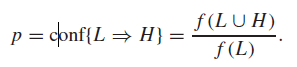 p = conf{L ⇒ H} = f(L ∪ H) / f(L).